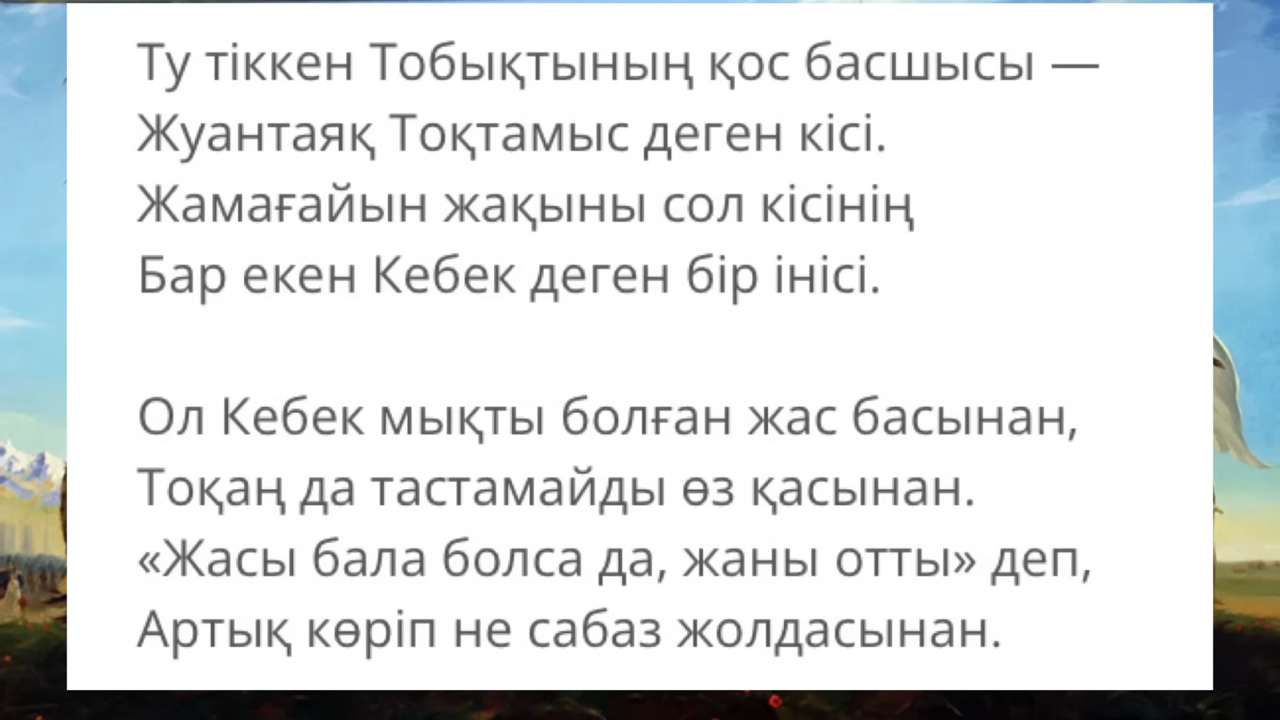 Ту тіккен Тобықтының қос басшысы —
Жуантаяқ Тоқтамыс деген кісі.
Жамағайын жақыны сол кісінің
Бар екен Кебек деген бір інісі.
Ол Кебек мықты болған жас басынан,
Тоқаң да тастамайды өз қасынан.
«Жасы бала болса да, жаны отты» деп,
Артық көріп не сабаз жолдасынан.